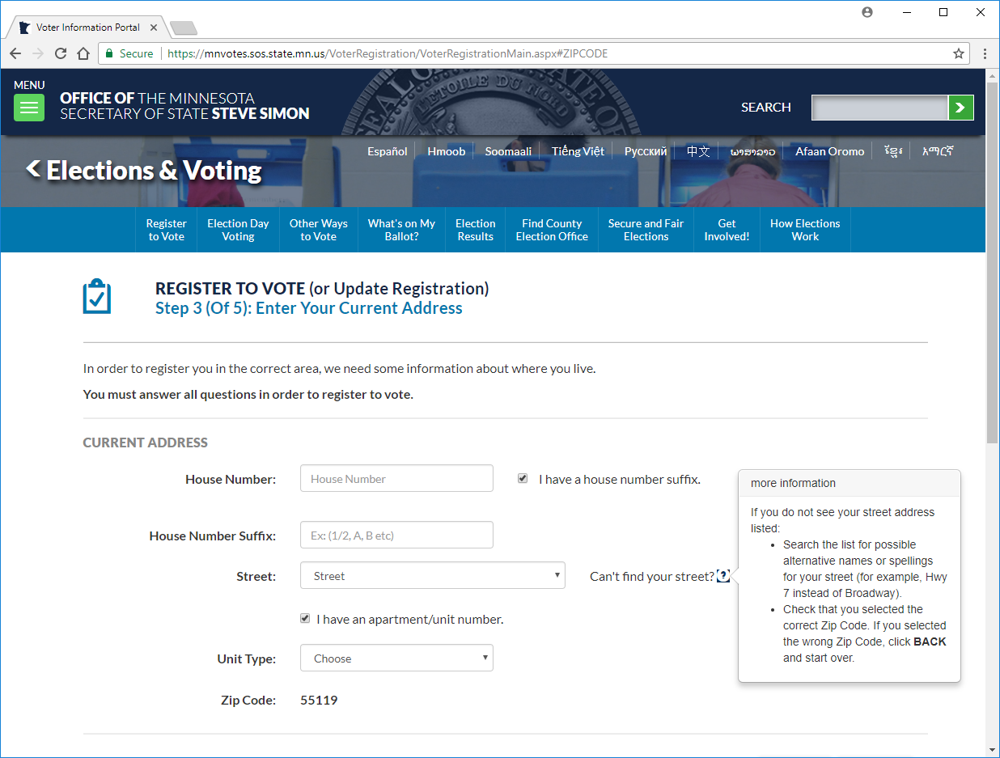 Voter Information Portal
Secure https://mnvotes.sos.state.mn.us/VoterRegistration/VoterRegistrationMain.aspx#ZIPCODE
MENU
OFFICE OF THE MINNESOTA
SECRETARY OF STATE STEVE SIMON
L'ETOILE DU NORD
SEARCH
Español Hmoob Soomaali Tiếng Việt Русский 中文 ພາສາລາວ Afaan Oromo ខ្មែរ አማርኛ
Elections & Voting
Register to Vote
Election Day Voting
Other Ways to Vote
What's on My Ballot?
Election Results
Find County Election Office
Secure and Fair Elections
Get Involved!
How Elections Work
REGISTER TO VOTE (or Update Registration)
Step 3 (Of 5): Enter Your Current Address
In order to register you in the correct area, we need some information about where you live.
You must answer all questions in order to register to vote.
CURRENT ADDRESS
House Number: House Number I have a house number suffix.
House Number Suffix: Ex: (1/2, A, B etc)
Street: Street Can't find your street? ?
I have an apartment/unit number.
Unit Type: Choose
Zip Code: 55119
more information
If you do not see your street address
listed:
• Search the list for possible
alternative names or spellings
for your street (for example, Hwy
7 instead of Broadway).
• Check that you selected the
correct Zip Code. If you selected
the wrong Zip Code, click BACK
and start over.